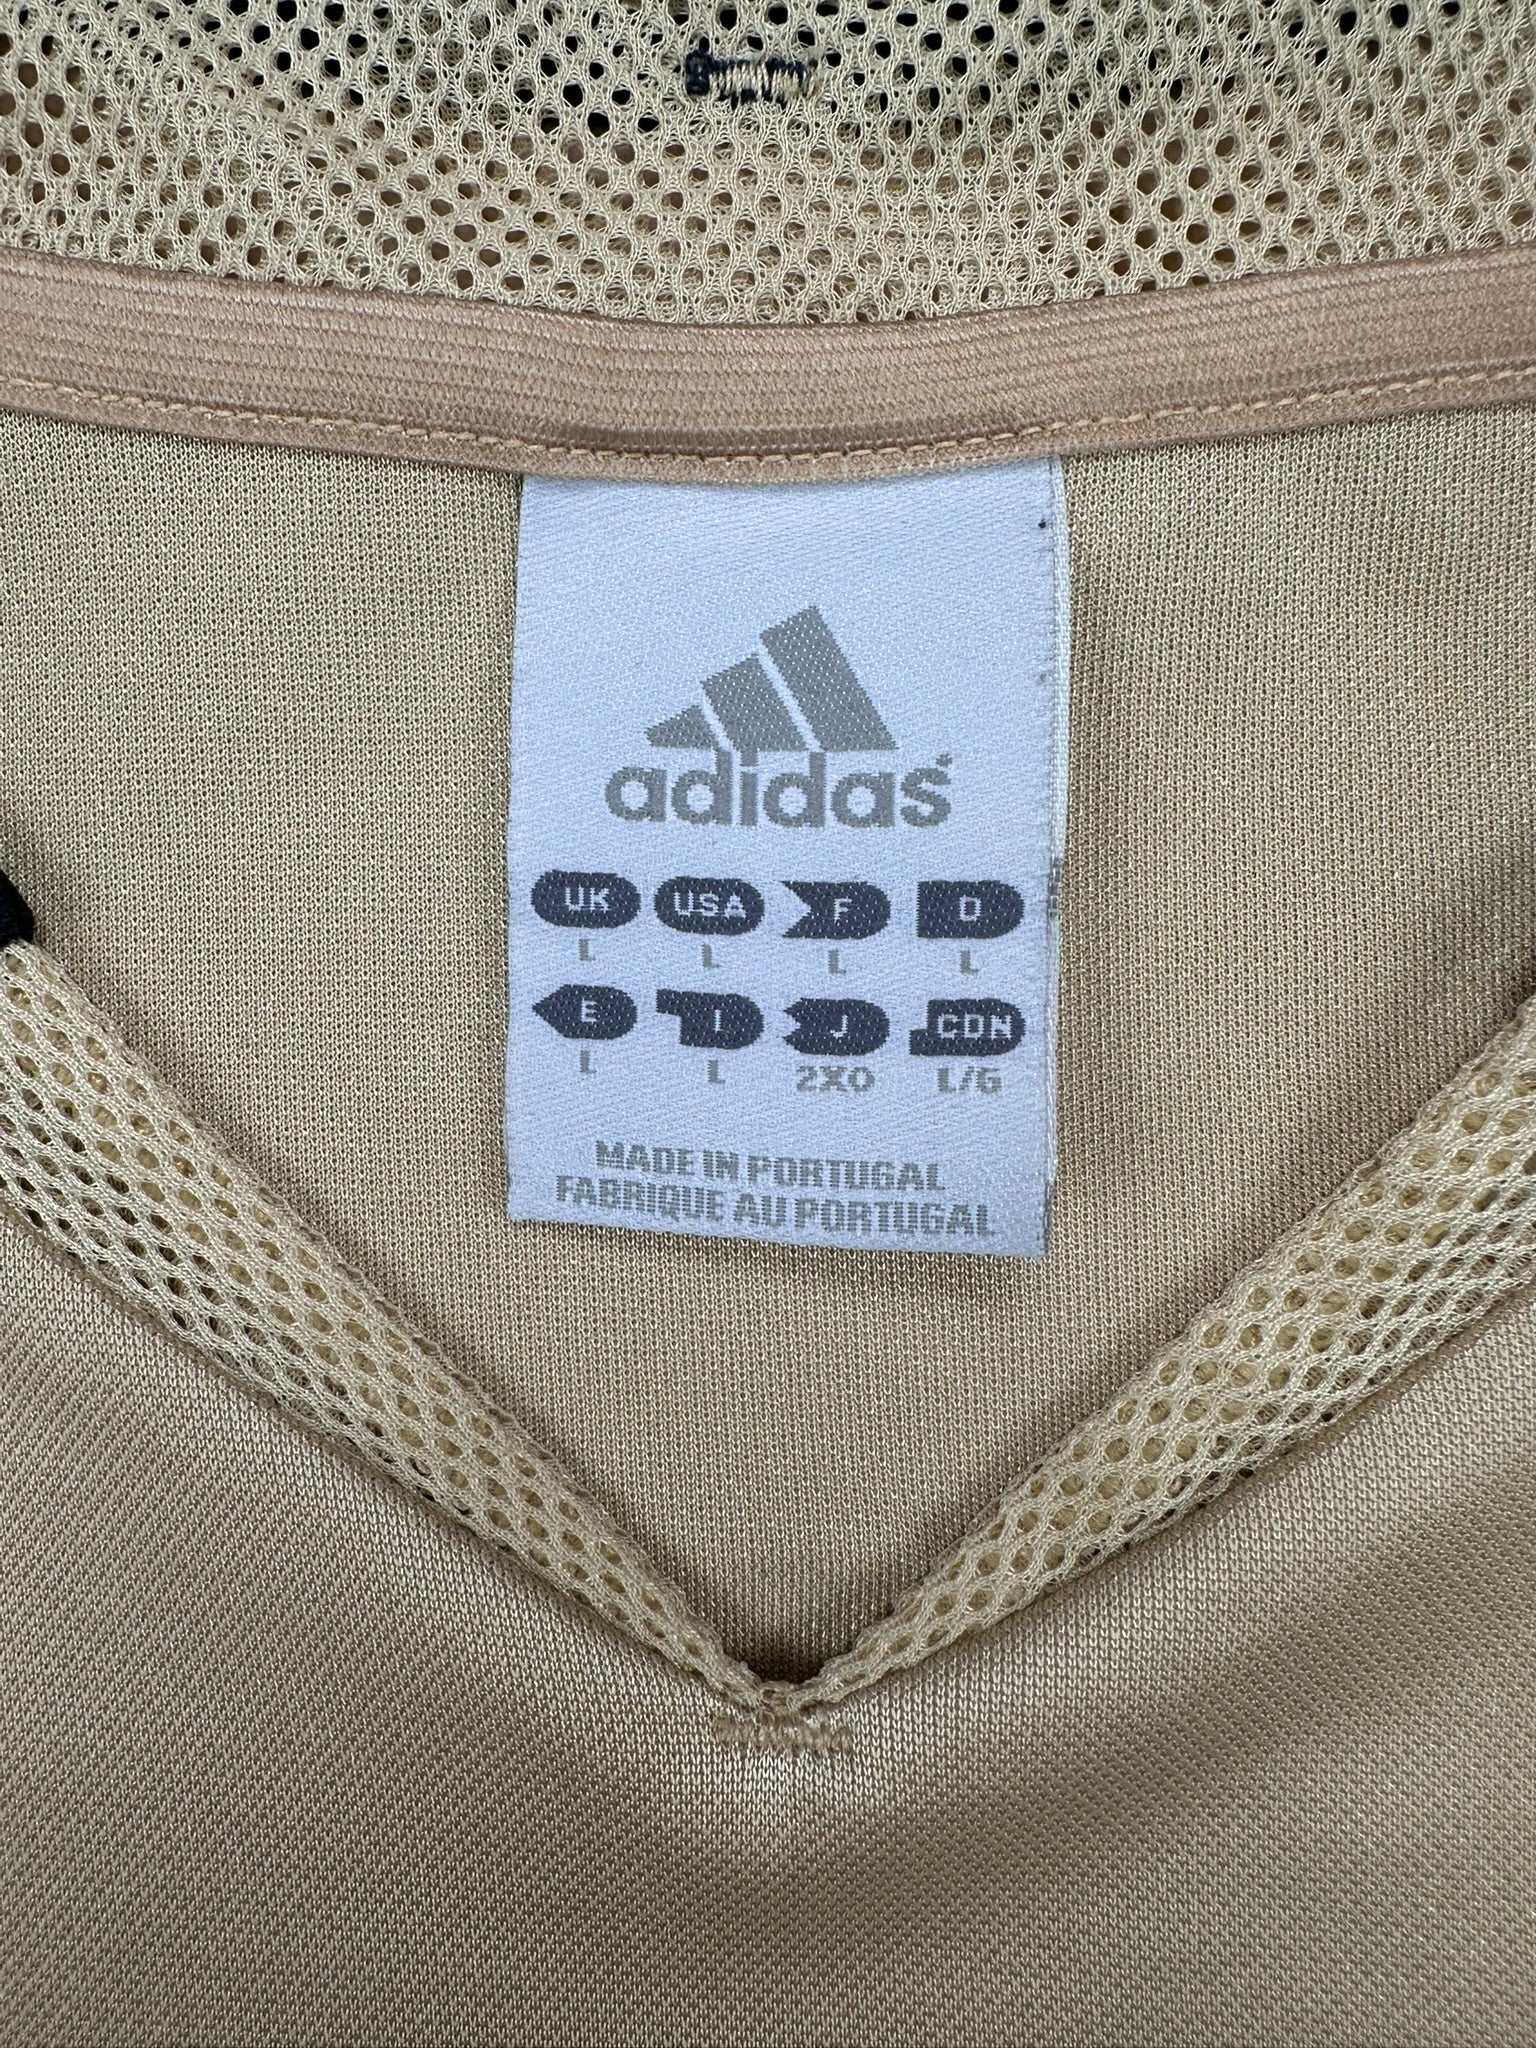 adidas
UK USA F D
L L L L
E I J CDN
L L 2XO L/G
MADE IN PORTUGAL
FABRIQUE AU PORTUGAL